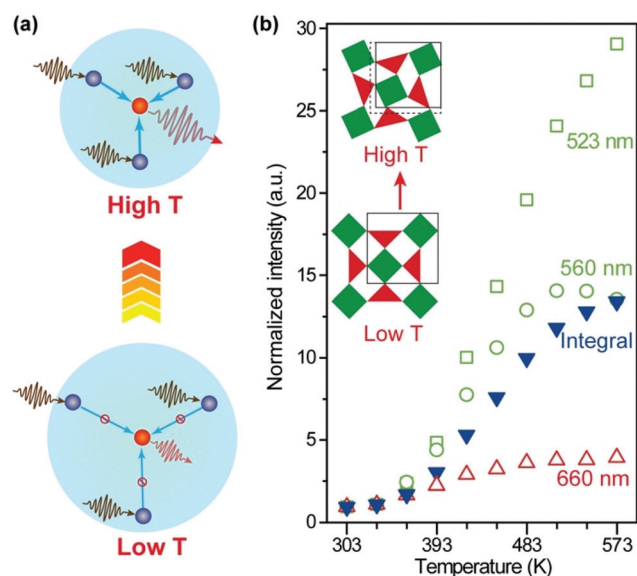 (a)
High T
Low T
(b)
Normalized intensity (a.u.)
30
25
20
15
10
5
0
High T
Low T
523 nm
560 nm
Integral
660 nm
303
393
483
573
Temperature (K)